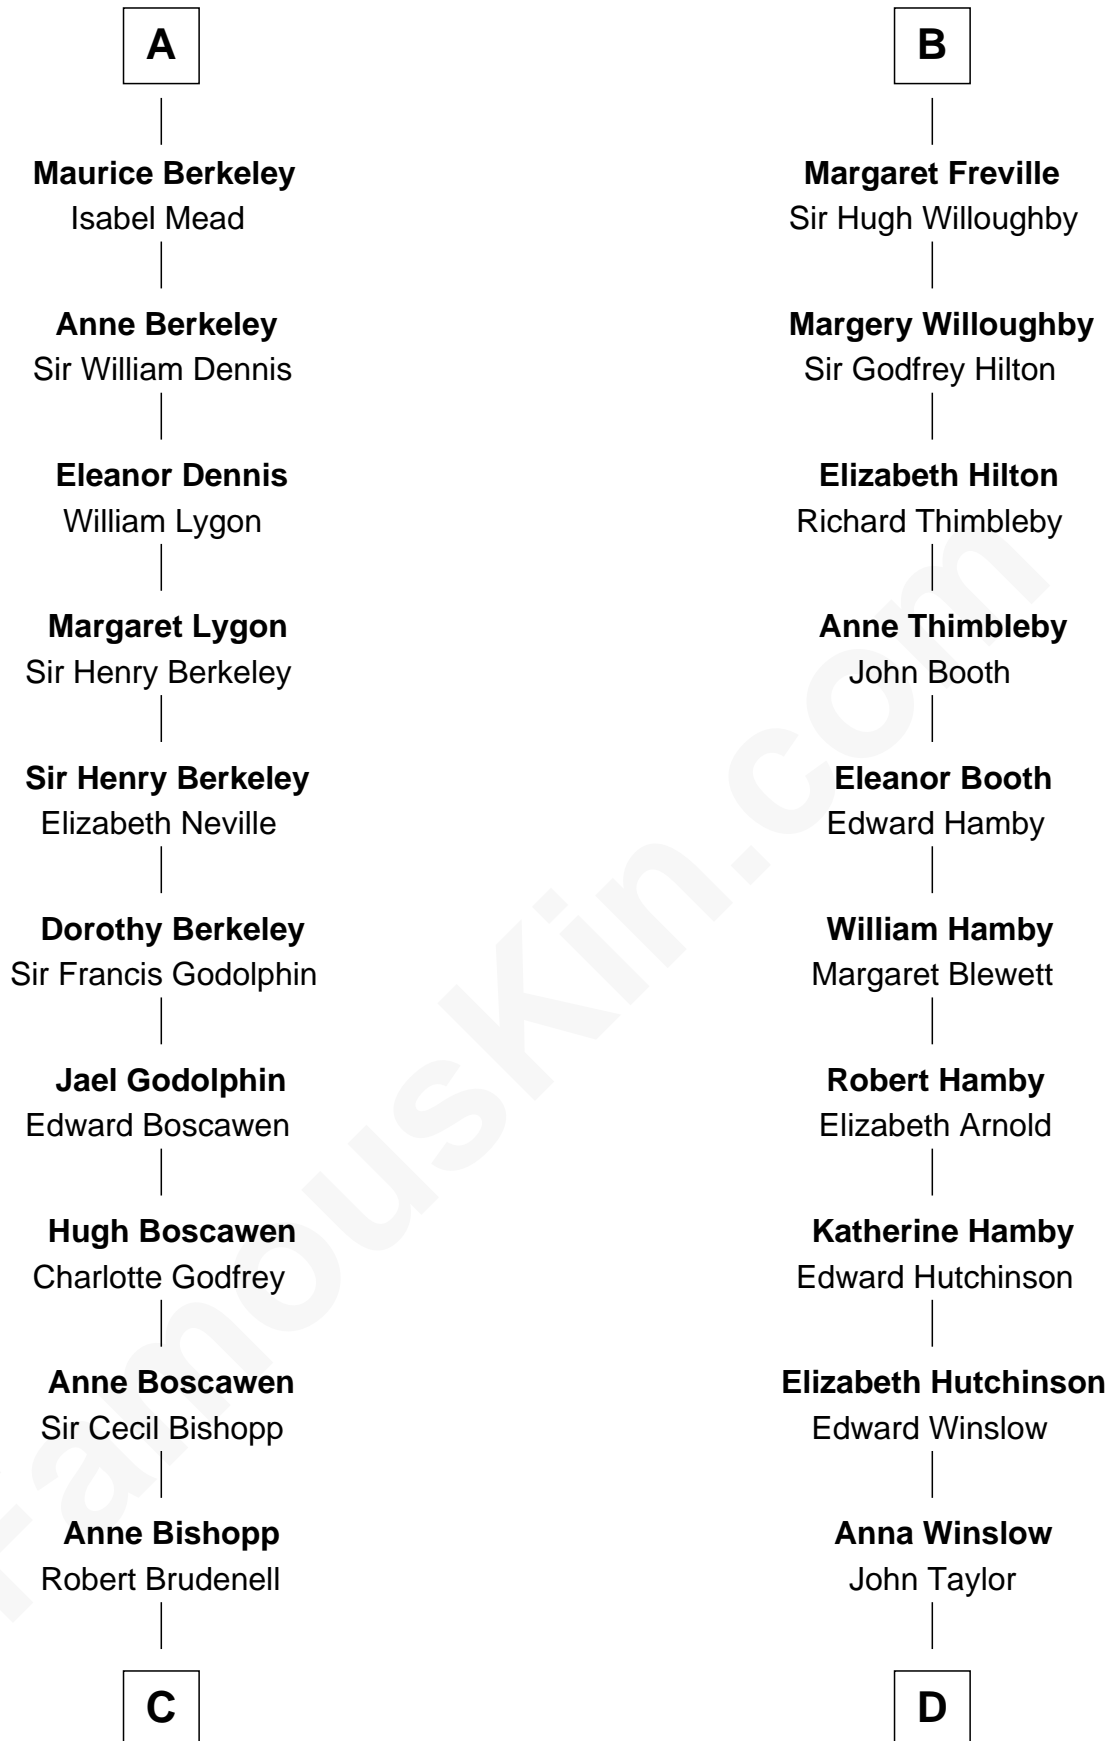 A
Maurice Berkeley
Isabel Mead
Anne Berkeley
Sir William Dennis
Eleanor Dennis
William Lygon
Margaret Lygon
Sir Henry Berkeley
Sir Henry Berkeley
Elizabeth Neville
Dorothy Berkeley
Sir Francis Godolphin
Jael Godolphin
Edward Boscawen
Hugh Boscawen
Charlotte Godfrey
Anne Boscawen
Sir Cecil Bishopp
Anne Bishopp
Robert Brudenell
C
B
Margaret Freville
Sir Hugh Willoughby
Margery Willoughby
Sir Godfrey Hilton
Elizabeth Hilton
Richard Thimbleby
Anne Thimbleby
John Booth
Eleanor Booth
Edward Hamby
William Hamby
Margaret Blewett
Robert Hamby
Elizabeth Arnold
Katherine Hamby
Edward Hutchinson
Elizabeth Hutchinson
Edward Winslow
Anna Winslow
John Taylor
D
FamousKin.com